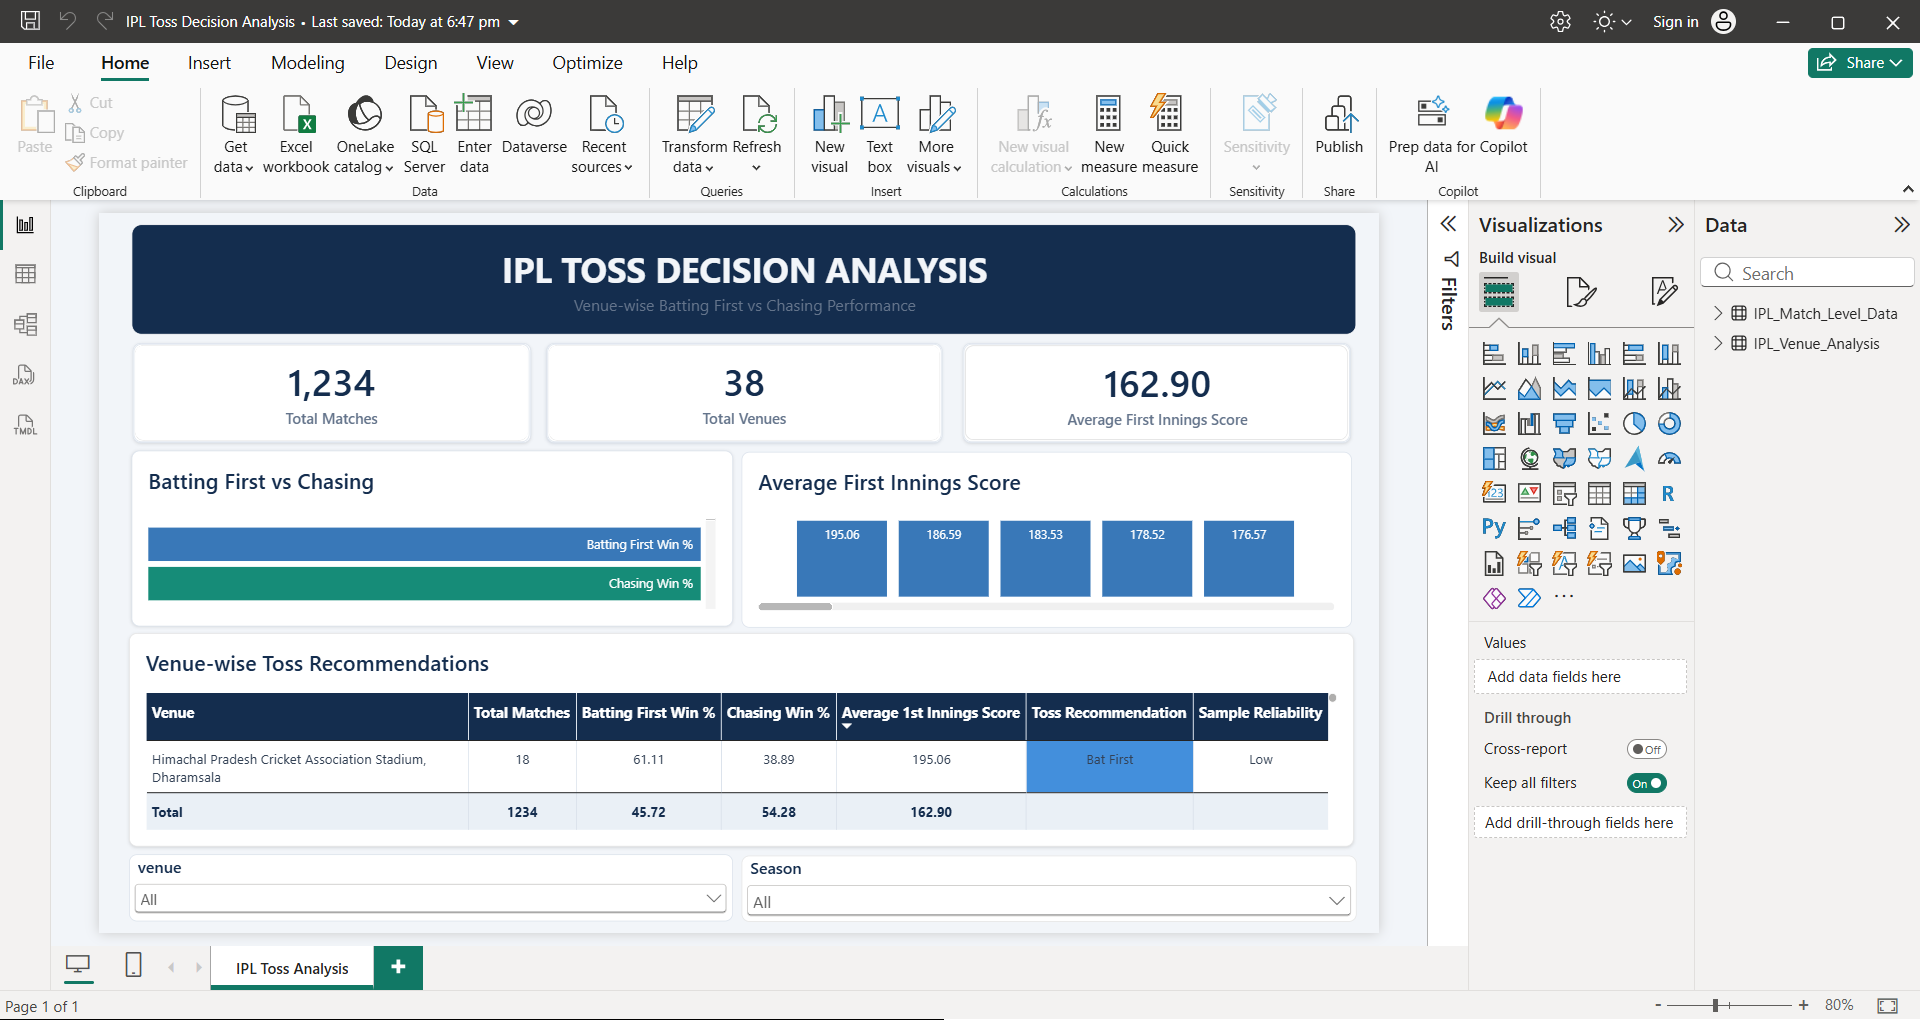 IPL Toss Decision Analysis • Last saved: Today at 6:47 pm
Sign in
File Home Insert Modeling Design View Optimize Help
Share
Paste
Cut
Copy
Format painter
Clipboard
Get data
Excel workbook
OneLake catalog
SQL Server
Enter data
Dataverse
Recent sources
Data
Transform data
Refresh
Queries
New visual
Text box
More visuals
Insert
New visual calculation
New measure
Quick measure
Calculations
Sensitivity
Sensitivity
Publish
Share
Prep data for AI
Copilot
Copilot
DAX
TMDL
IPL TOSS DECISION ANALYSIS
Venue-wise Batting First vs Chasing Performance
1,234
Total Matches
38
Total Venues
162.90
Average First Innings Score
Batting First vs Chasing
Batting First Win %
Chasing Win %
Average First Innings Score
195.06 186.59 183.53 178.52 176.57
Venue-wise Toss Recommendations
Venue Total Matches Batting First Win % Chasing Win % Average 1st Innings Score Toss Recommendation Sample Reliability
Himachal Pradesh Cricket Association Stadium, 18 61.11 38.89 195.06 Bat First Low
Dharamsala
Total 1234 45.72 54.28 162.90
venue
All
Season
All
Filters
Visualizations
Build visual
123
R
Py
Values
Add data fields here
Drill through
Cross-report Off
Keep all filters On
Add drill-through fields here
Data
Search
IPL_Match_Level_Data
IPL_Venue_Analysis
IPL Toss Analysis
Page 1 of 1
- + 80%